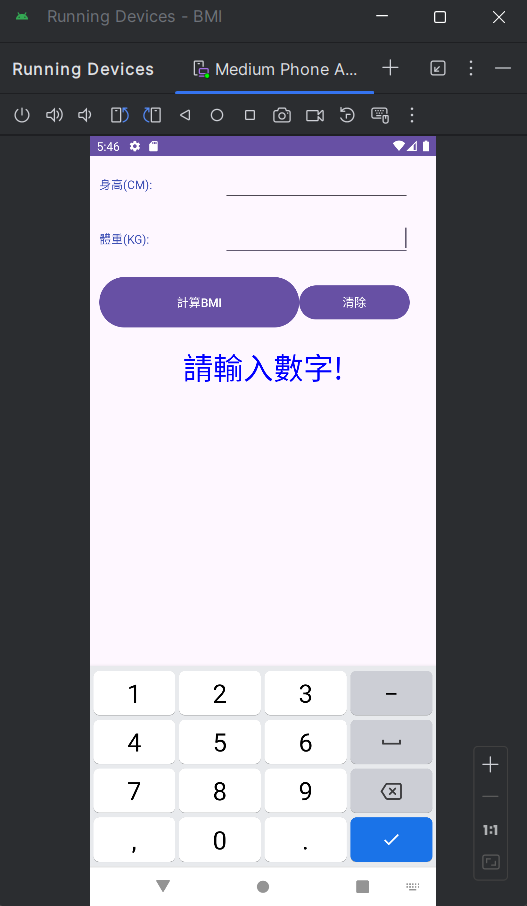 Running Devices - BMI
Running Devices
Medium Phone A...
5:46
身高(CM):
體重(KG):
計算BMI
清除
請輸入數字!
1 2 3 −
4 5 6
7 8 9
, 0 .
1:1